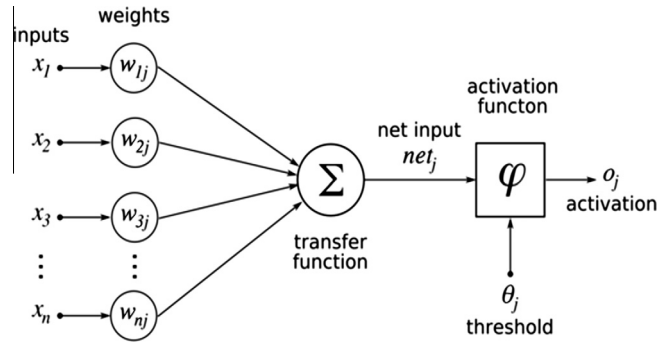 weights
inputs
x1
w1j
activation
functon
x2
w2j
net input
netj
Σ
φ
oj
activation
x3
w3j
transfer
function
⋮
⋮
θj
xn
wnj
threshold